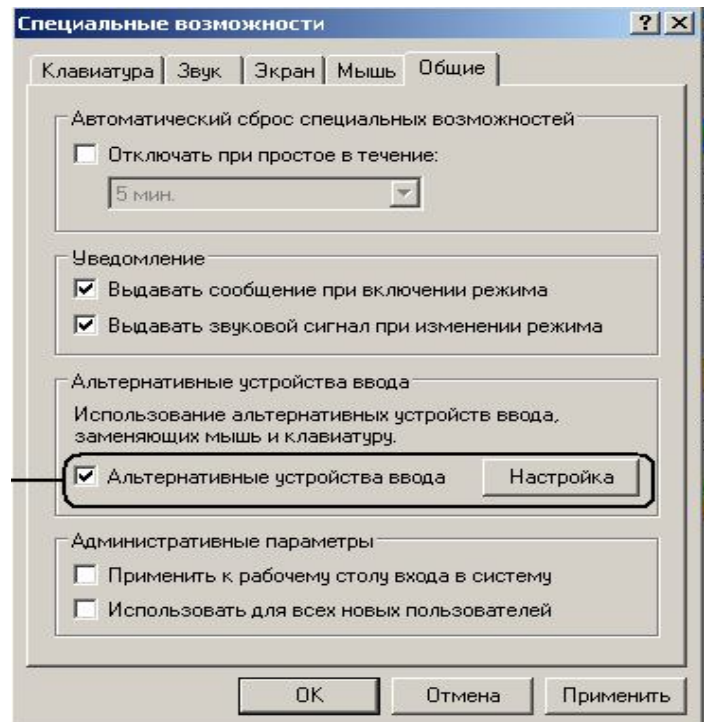 Специальные возможности
Клавиатура Звук Экран Мышь Общие
Автоматический сброс специальных возможностей
Отключать при простое в течение:
5 мин.
Уведомление
Выдавать сообщение при включении режима
Выдавать звуковой сигнал при изменении режима
Альтернативные устройства ввода
Использование альтернативных устройств ввода,
заменяющих мышь и клавиатуру.
Альтернативные устройства ввода Настройка
Административные параметры
Применить к рабочему столу входа в систему
Использовать для всех новых пользователей
ОК Отмена Применить